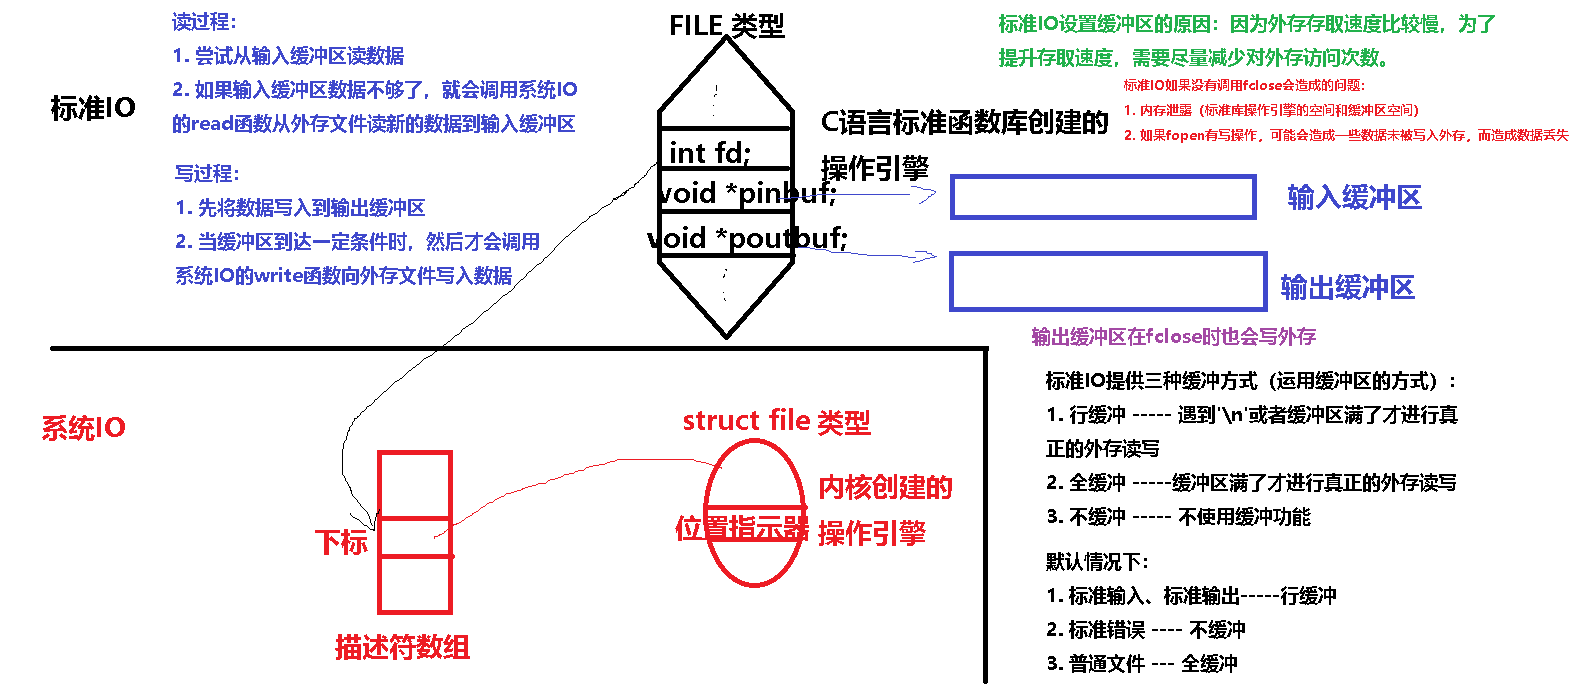 FILE 类型
读过程：
1. 尝试从输入缓冲区读数据
2. 如果输入缓冲区数据不够了，就会调用系统IO
的read函数从外存文件读新的数据到输入缓冲区
标准IO
写过程：
1. 先将数据写入到输出缓冲区
2. 当缓冲区到达一定条件时，然后才会调用
系统IO的write函数向外存文件写入数据
int fd;
void *pinbuf;
void *poutbuf;
C语言标准函数库创建的
操作引擎
标准IO设置缓冲区的原因：因为外存存取速度比较慢，为了
提升存取速度，需要尽量减少对外存访问次数。
标准IO如果没有调用fclose会造成的问题：
1. 内存泄露（标准库操作引擎的空间和缓冲区空间）
2. 如果fopen有写操作，可能会造成一些数据未被写入外存，而造成数据丢失
输入缓冲区
输出缓冲区
输出缓冲区在fclose时也会写外存
标准IO提供三种缓冲方式（运用缓冲区的方式）：
1. 行缓冲 ----- 遇到'\n'或者缓冲区满了才进行真
正的外存读写
2. 全缓冲 -----缓冲区满了才进行真正的外存读写
3. 不缓冲 ----- 不使用缓冲功能
默认情况下：
1. 标准输入、标准输出-----行缓冲
2. 标准错误 ---- 不缓冲
3. 普通文件 --- 全缓冲
系统IO
struct file 类型
内核创建的
操作引擎
位置指示器
下标
描述符数组